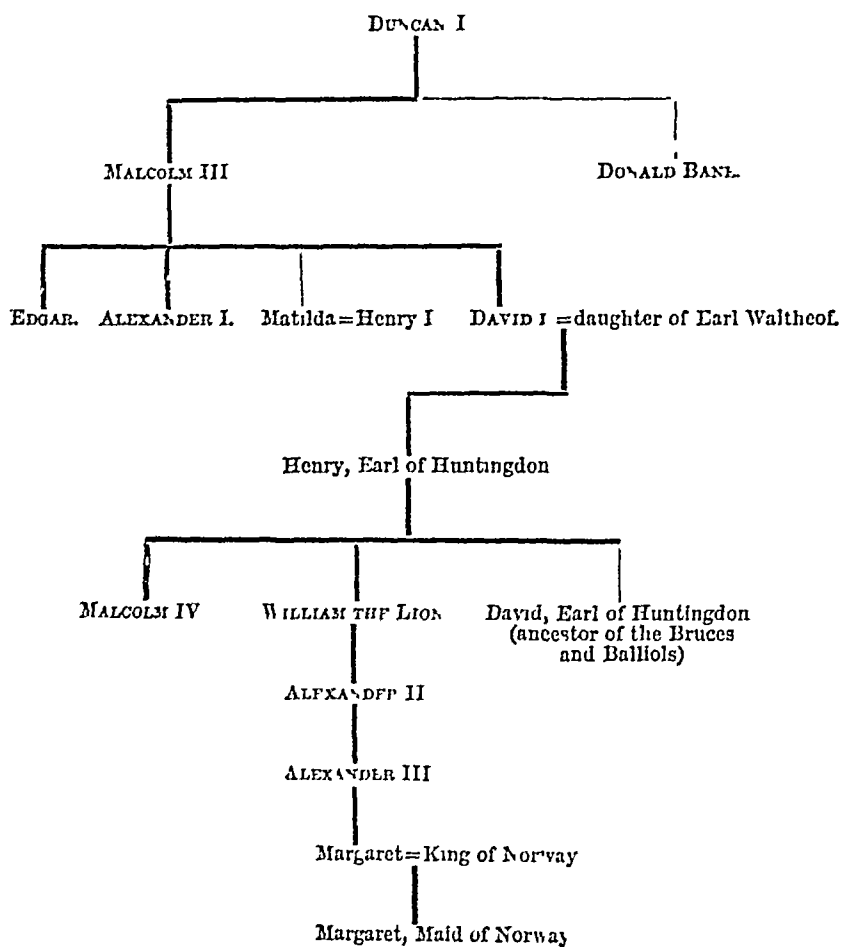 DUNCAN I
MALCOLM III
DONALD BANE.
EDGAR. ALEXANDER I. Matilda=Henry I DAVID I =daughter of Earl Waltheof.
Henry, Earl of Huntingdon
MALCOLM IV WILLIAM THE LION David, Earl of Huntingdon
(ancestor of the Bruces
and Balliols)
ALEXANDER II
ALEXANDER III
Margaret=King of Norway
Margaret, Maid of Norway